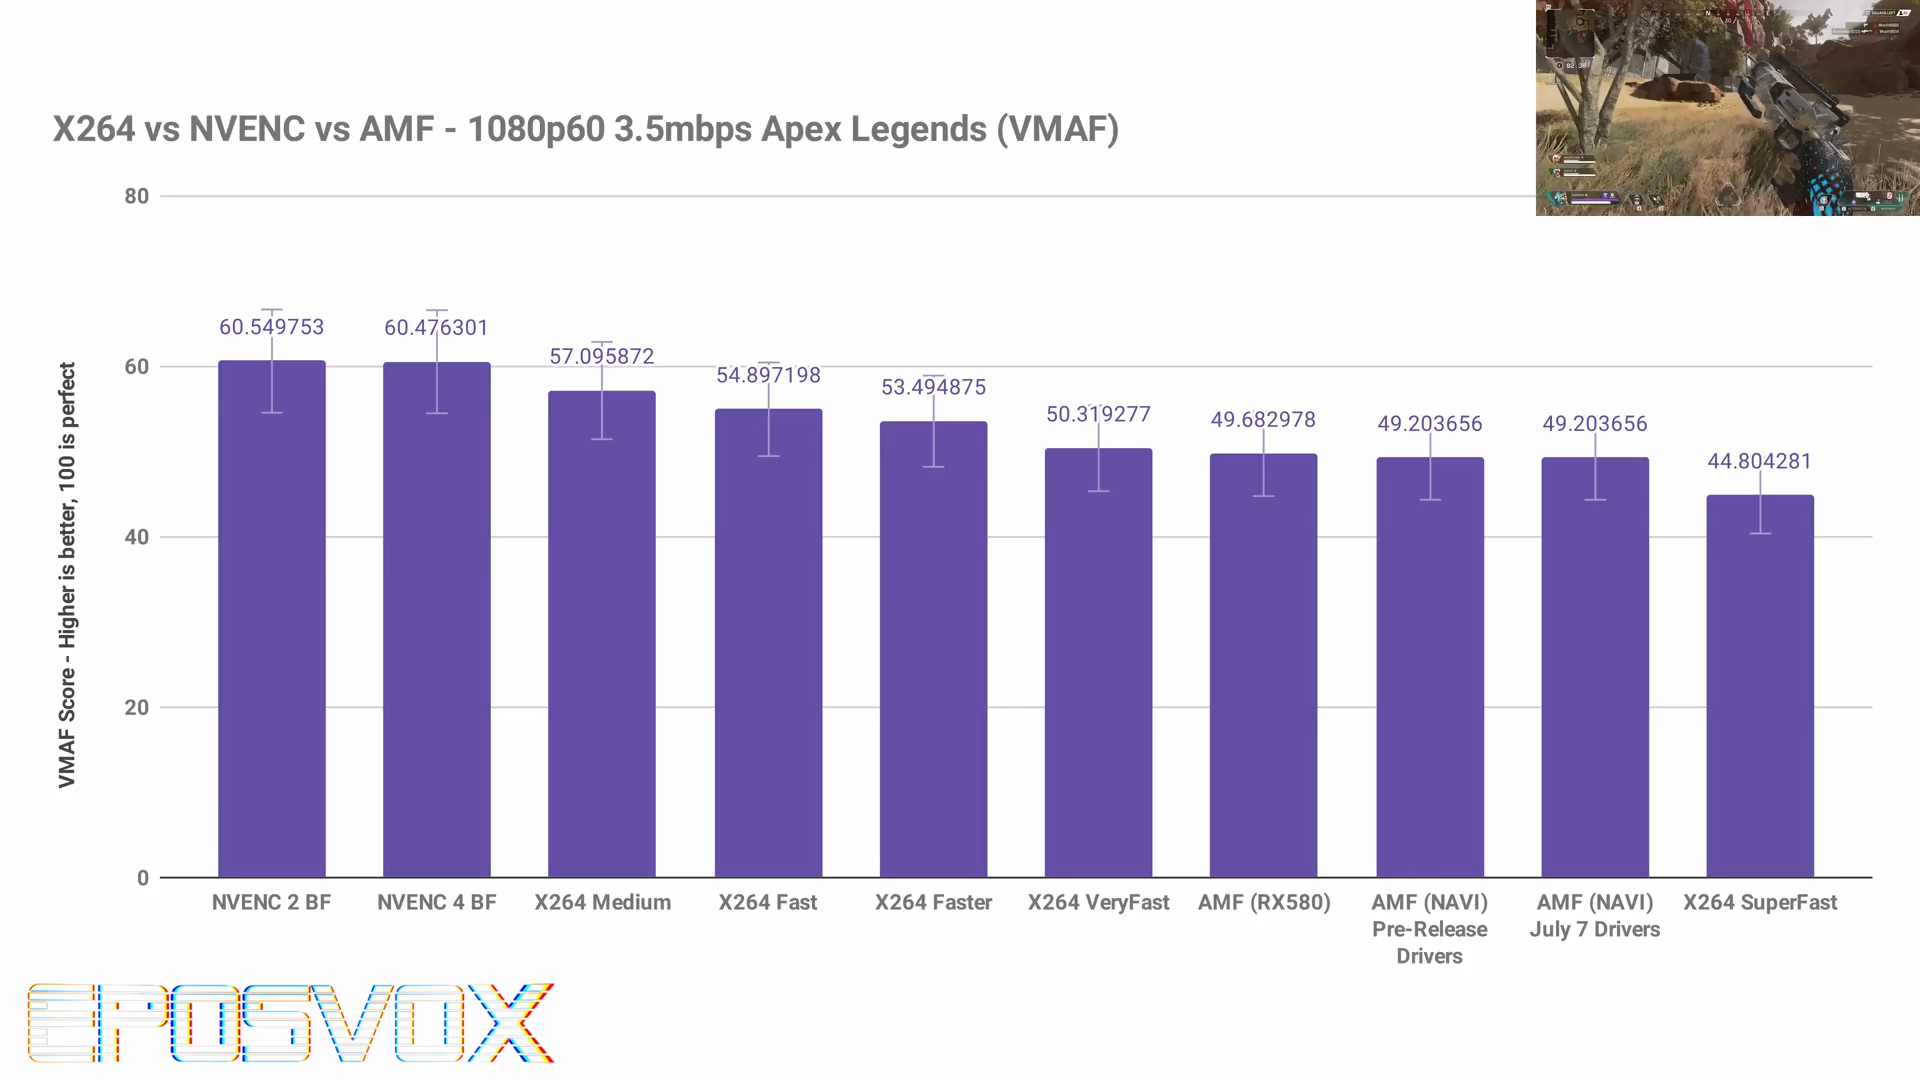 X264 vs NVENC vs AMF - 1080p60 3.5mbps Apex Legends (VMAF)
VMAF Score - Higher is better, 100 is perfect
80
60
40
20
0
60.549753
60.476301
57.095872
54.897198
53.494875
50.319277
49.682978
49.203656
49.203656
44.804281
NVENC 2 BF
NVENC 4 BF
X264 Medium
X264 Fast
X264 Faster
X264 VeryFast
AMF (RX580)
AMF (NAVI)
Pre-Release
Drivers
AMF (NAVI)
July 7 Drivers
X264 SuperFast
EPOSVOX